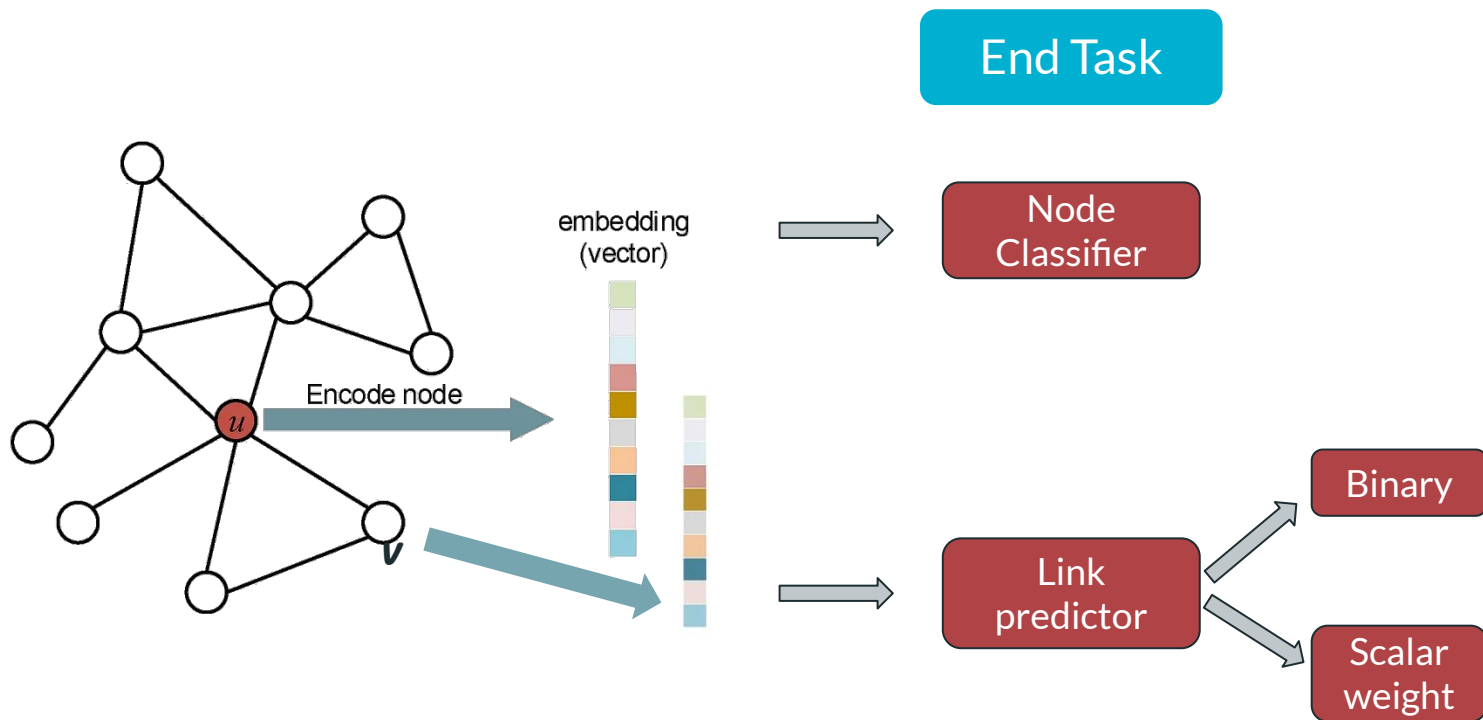 End Task
embedding
(vector)
Node
Classifier
Encode node
u
v
Binary
Link
predictor
Scalar
weight